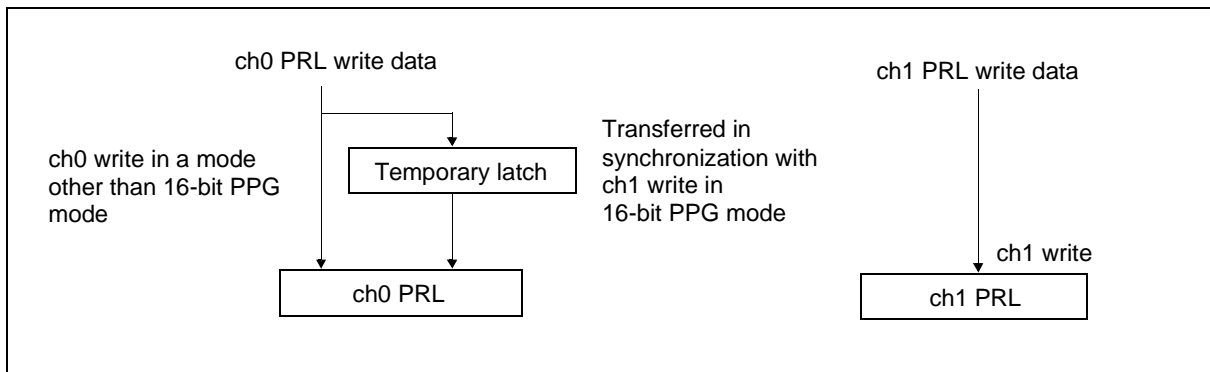 ch0 PRL write data
ch1 PRL write data
ch0 write in a mode
other than 16-bit PPG
mode
Temporary latch
Transferred in
synchronization with
ch1 write in
16-bit PPG mode
ch1 write
ch0 PRL
ch1 PRL